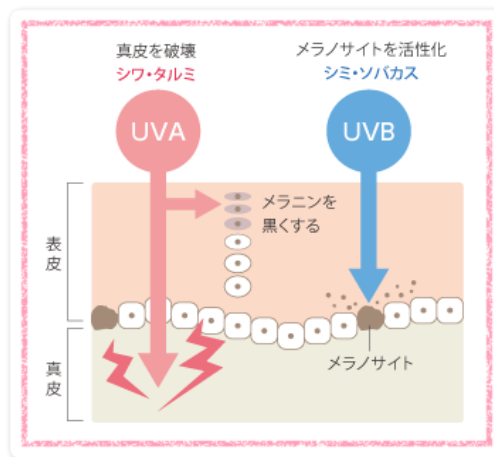 真皮を破壊
シワ・タルミ
メラノサイトを活性化
シミ・ソバカス
UVA
UVB
メラニンを
黒くする
表皮
真皮
メラノサイト